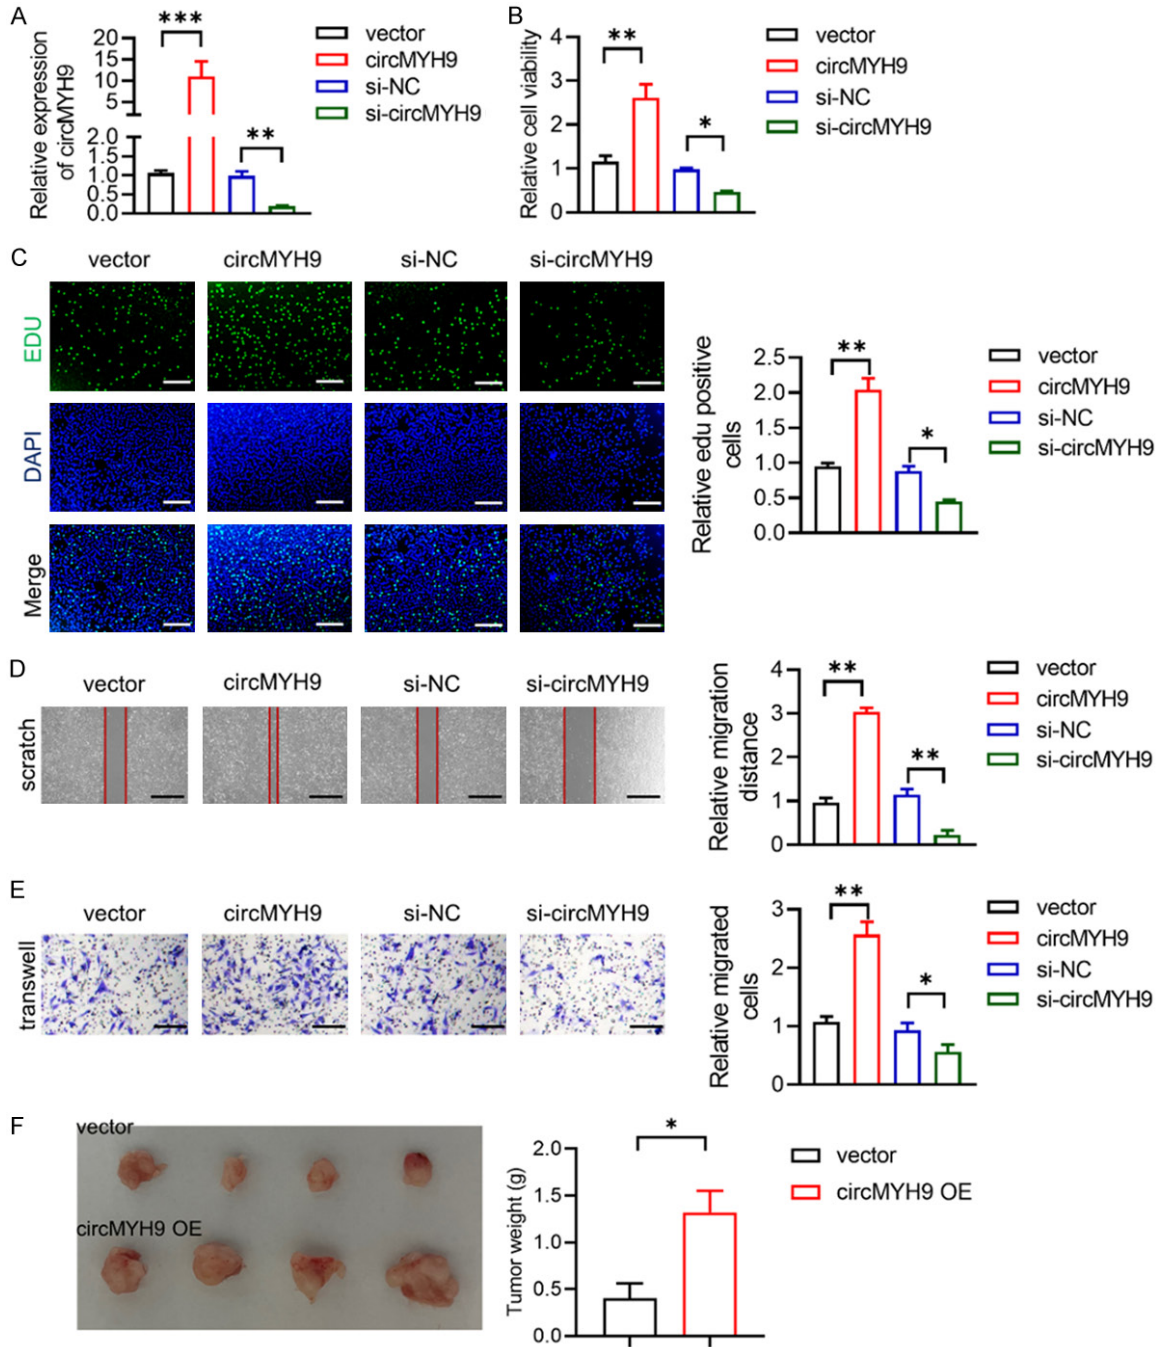 A
***
20
15
10
5
2.0
1.5
1.0
0.5
0.0
Relative expression
of circMYH9
**
vector
circMYH9
si-NC
si-circMYH9
B
4
3
2
1
0
Relative cell viability
**
*
vector
circMYH9
si-NC
si-circMYH9
C
vector circMYH9 si-NC si-circMYH9
EDU
DAPI
Merge
2.5
2.0
1.5
1.0
0.5
0.0
Relative edu positive
cells
**
*
vector
circMYH9
si-NC
si-circMYH9
D
vector circMYH9 si-NC si-circMYH9
scratch
4
3
2
1
0
Relative migration
distance
**
**
vector
circMYH9
si-NC
si-circMYH9
E
vector circMYH9 si-NC si-circMYH9
transwell
3
2
1
0
Relative migrated
cells
**
*
vector
circMYH9
si-NC
si-circMYH9
F
vector
circMYH9 OE
2.0
1.5
1.0
0.5
0.0
Tumor weight (g)
*
vector
circMYH9 OE